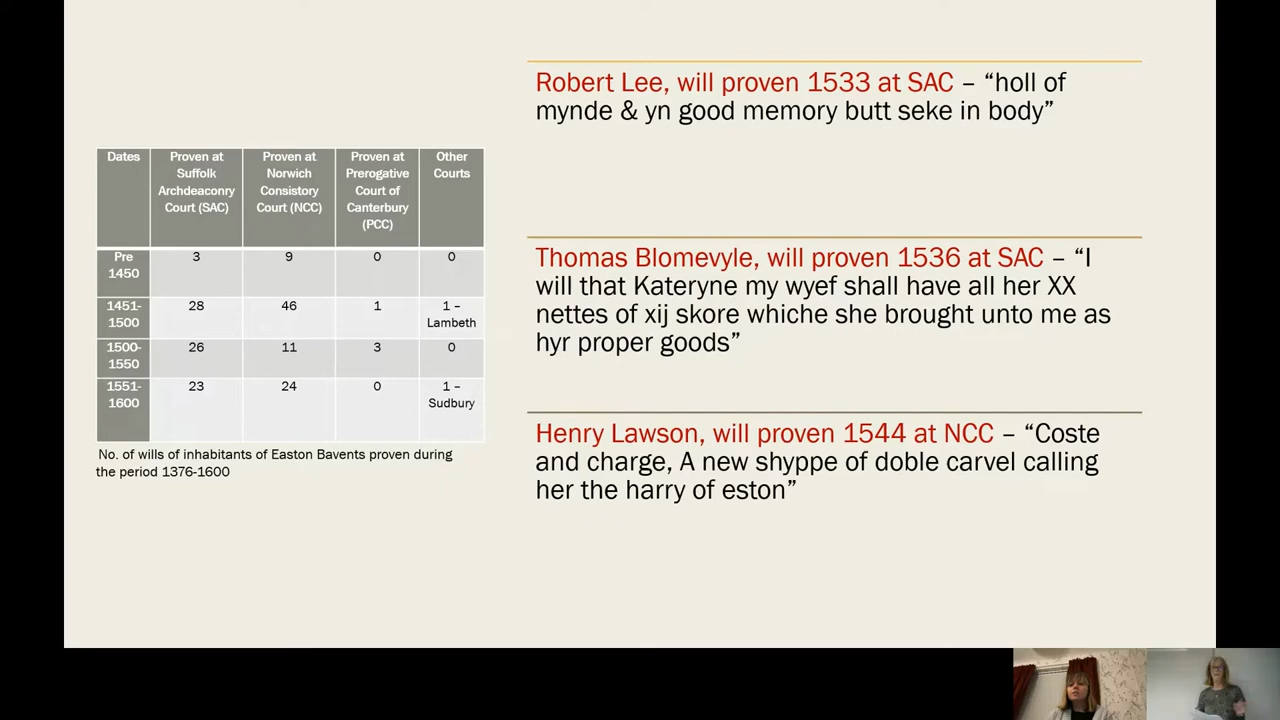 Dates Proven at Suffolk Archdeaconry Court (SAC) Proven at Norwich Consistory Court (NCC) Proven at Prerogative Court of Canterbury (PCC) Other Courts
Pre 1450 3 9 0 0
1451-1500 28 46 1 1 – Lambeth
1500-1550 26 11 3 0
1551-1600 23 24 0 1 – Sudbury
No. of wills of inhabitants of Easton Bavents proven during
the period 1376-1600
Robert Lee, will proven 1533 at SAC – “holl of
mynde & yn good memory butt seke in body”
Thomas Blomevyle, will proven 1536 at SAC – “I
will that Kateryne my wyef shall have all her XX
nettes of xij skore whiche she brought unto me as
hyr proper goods”
Henry Lawson, will proven 1544 at NCC – “Coste
and charge, A new shyppe of doble carvel calling
her the harry of eston”